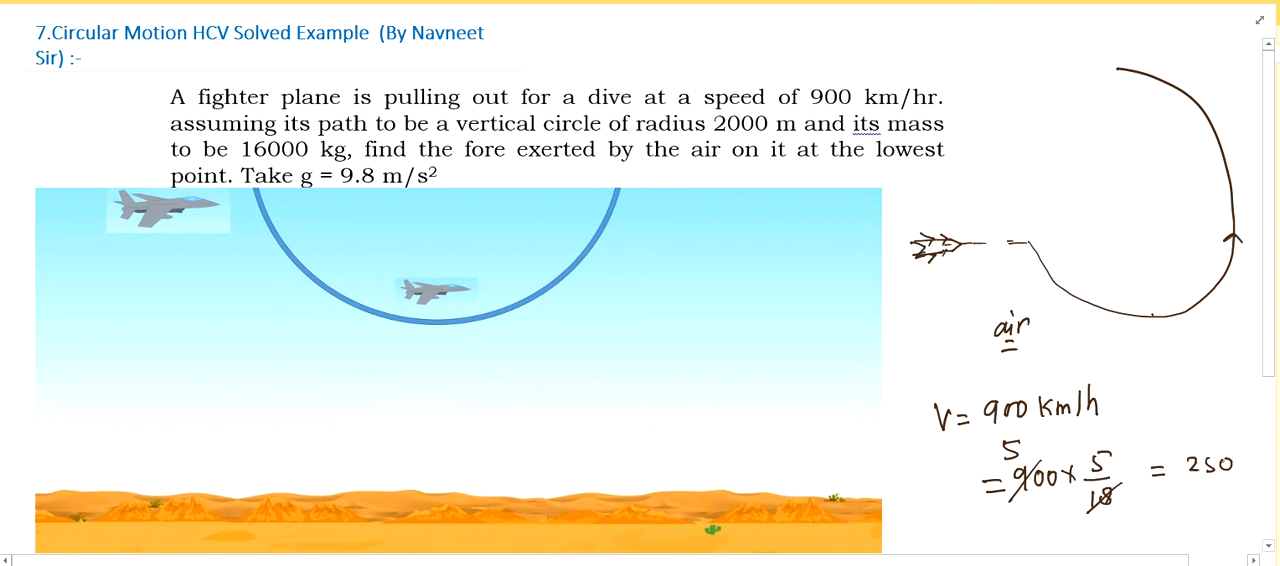 7.Circular Motion HCV Solved Example (By Navneet
Sir) :-
A fighter plane is pulling out for a dive at a speed of 900 km/hr.
assuming its path to be a vertical circle of radius 2000 m and its mass
to be 16000 kg, find the fore exerted by the air on it at the lowest
point. Take g = 9.8 m/s²
air
V = 900 Km/h
5
= 900 x 5/18 = 250